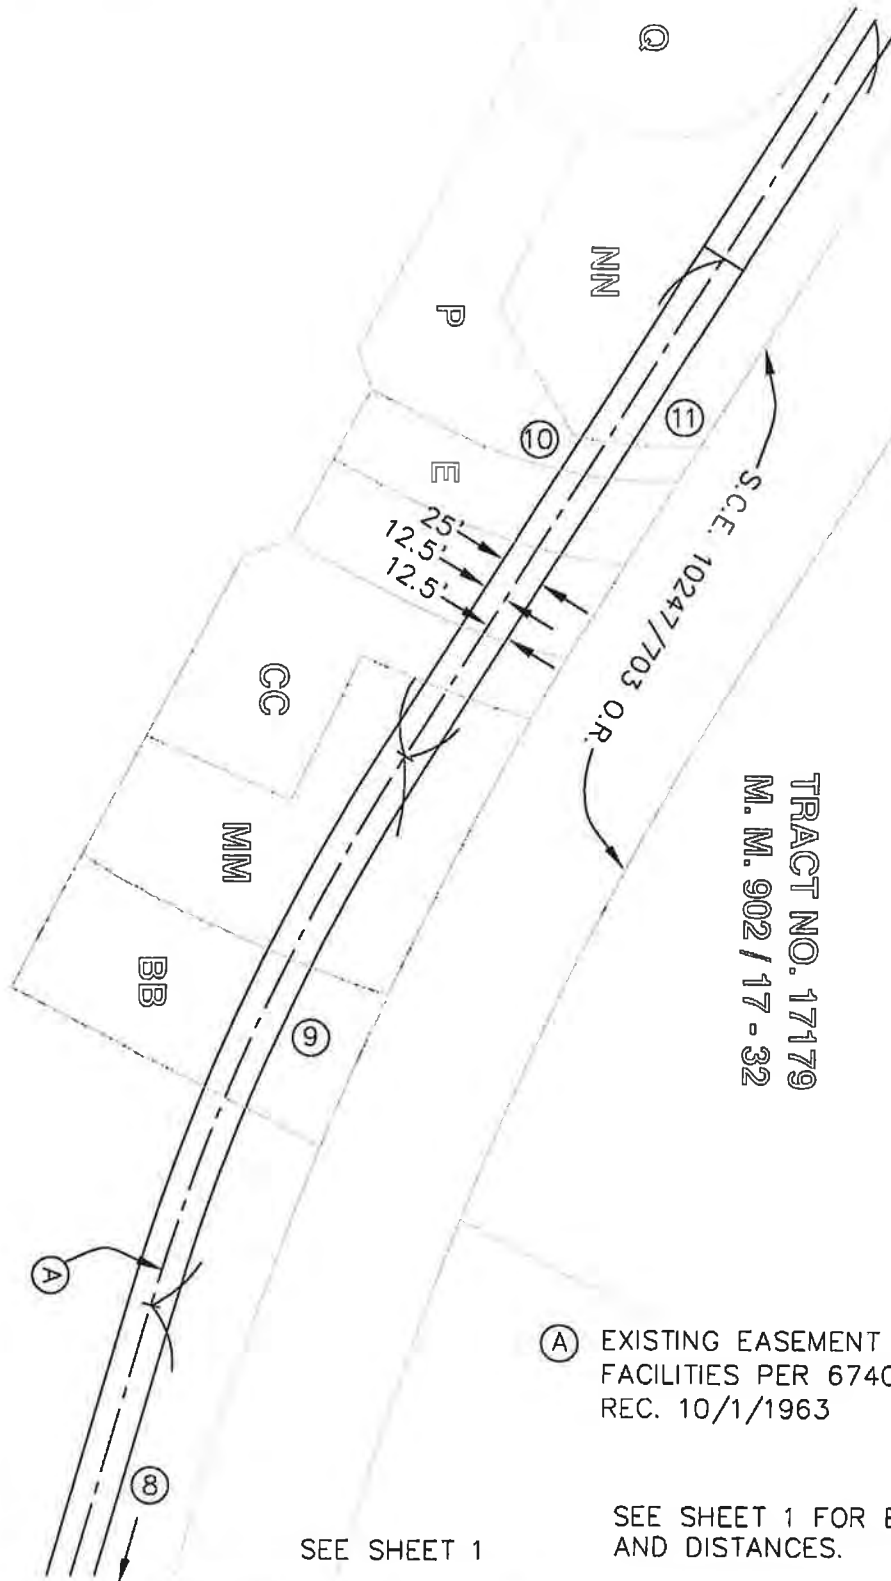 Q
NN
P
11
10
S.C.E. 10247/703 O.R.
E
25'
12.5'
12.5'
CC
TRACT NO. 17179
M. M. 902 / 17 - 32
MM
BB
9
A
A EXISTING EASEMENT
FACILITIES PER 6740
REC. 10/1/1963
8
SEE SHEET 1 FOR
AND DISTANCES.
SEE SHEET 1